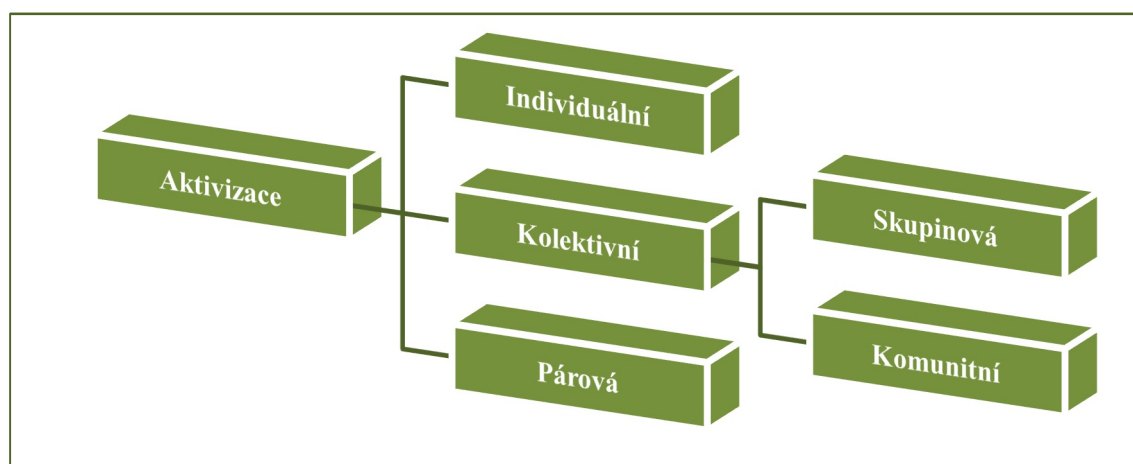 Aktivizace
Individuální
Kolektivní
Párová
Skupinová
Komunitní